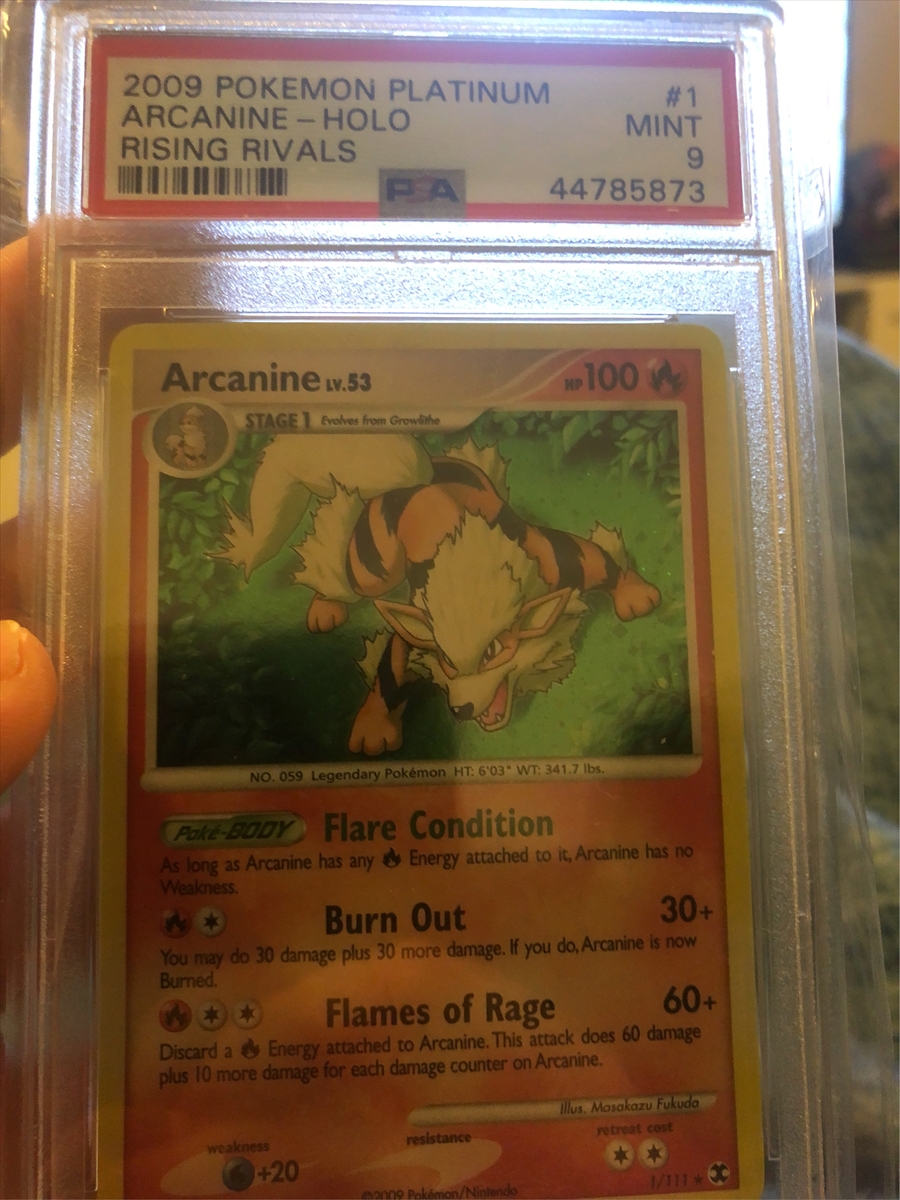 2009 POKEMON PLATINUM #1
ARCANINE - HOLO MINT
RISING RIVALS 9
PSA 44785873
Arcanine LV.53 HP 100
STAGE 1 Evolves from Growlithe
NO. 059 Legendary Pokémon HT: 6'03" WT: 341.7 lbs.
Poké-BODY Flare Condition
As long as Arcanine has any Energy attached to it, Arcanine has no
Weakness.
Burn Out 30+
You may do 30 damage plus 30 more damage. If you do, Arcanine is now
Burned.
Flames of Rage 60+
Discard a Energy attached to Arcanine. This attack does 60 damage
plus 10 more damage for each damage counter on Arcanine.
Illus. Masakazu Fukuda
weakness resistance retreat cost
+20
1/111
©2009 Pokémon/Nintendo